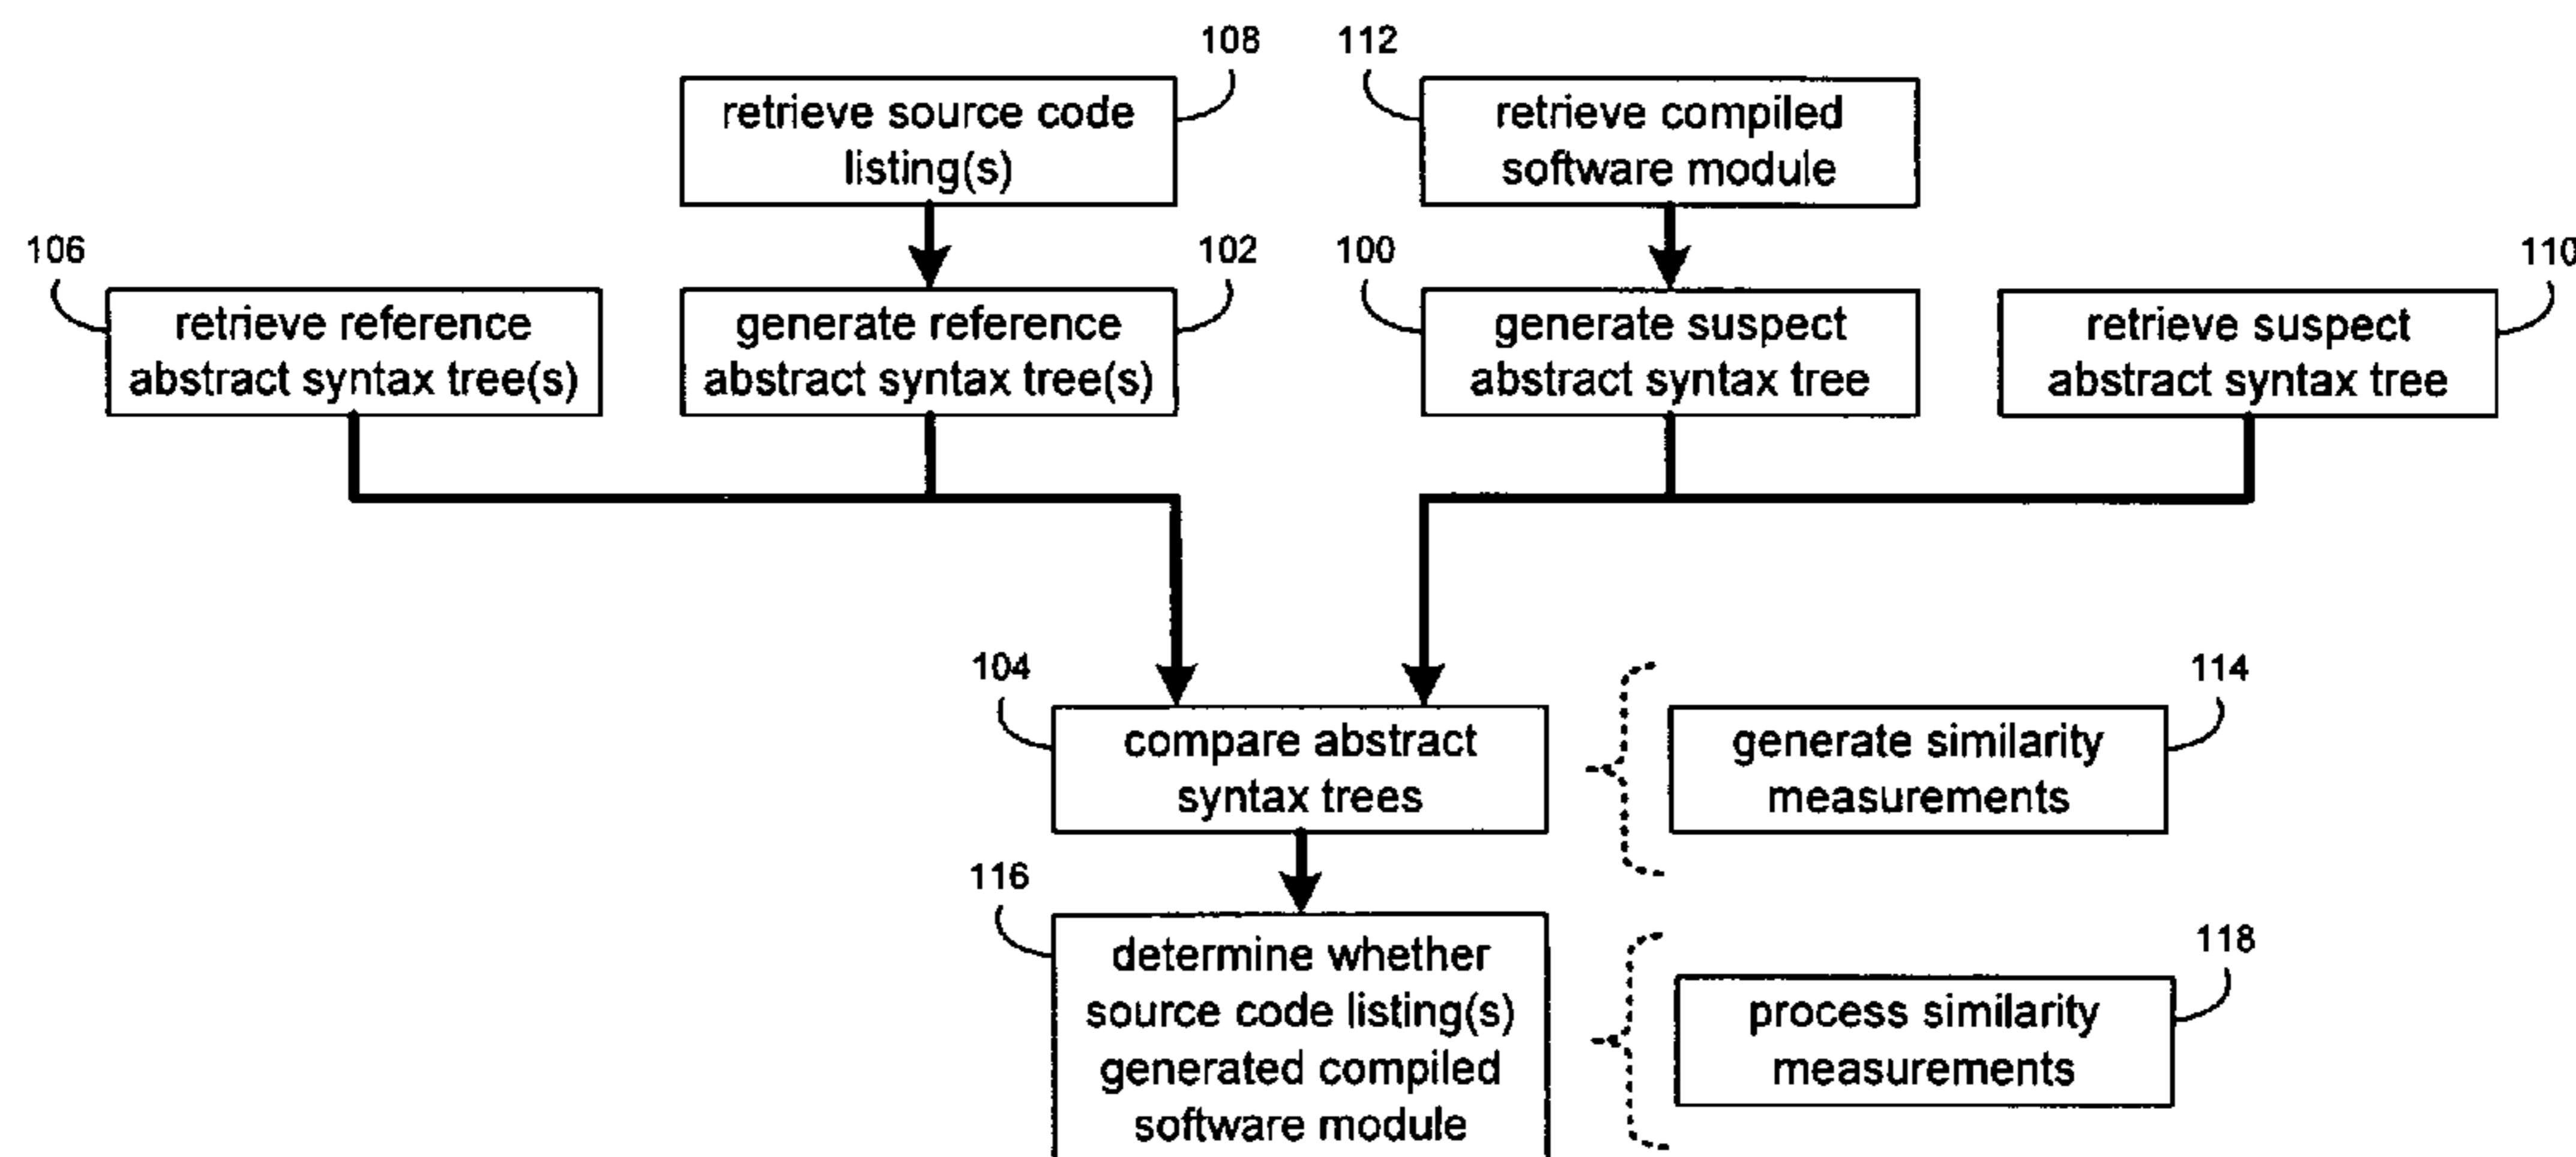 108
112
retrieve source code
listing(s)
retrieve compiled
software module
106
102
100
110
retrieve reference
abstract syntax tree(s)
generate reference
abstract syntax tree(s)
generate suspect
abstract syntax tree
retrieve suspect
abstract syntax tree
104
114
compare abstract
syntax trees
generate similarity
measurements
116
118
determine whether
source code listing(s)
generated compiled
software module
process similarity
measurements